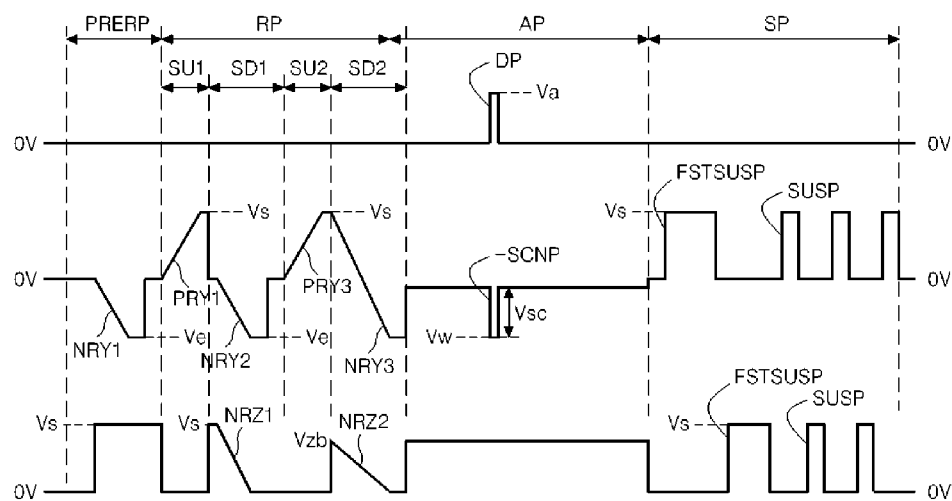 PRERP RP AP SP
SU1 SD1 SU2 SD2 DP
Va
0V 0V
FSTSUSP
SUSP
Vs Vs Vs
0V PRY1 PRY3 -SCNP 0V
Vsc
NRY1 Ve NRY2 Ve NRY3 Vw
FSTSUSP
SUSP
Vs Vs NRZ1 Vzb NRZ2 Vs
0V 0V